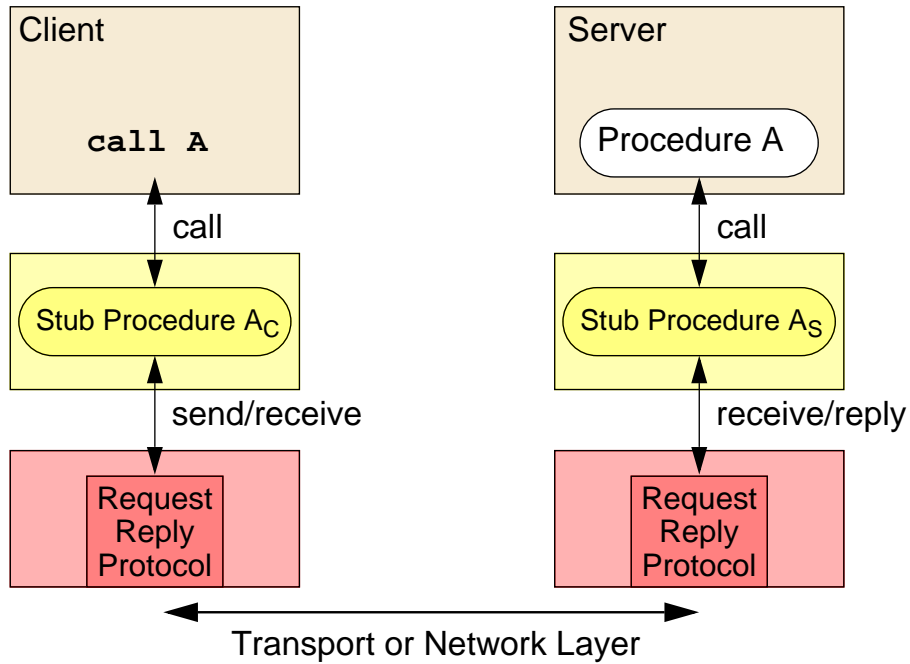 Client
call A
call
Stub Procedure AC
send/receive
Request
Reply
Protocol
Server
Procedure A
call
Stub Procedure AS
receive/reply
Request
Reply
Protocol
Transport or Network Layer